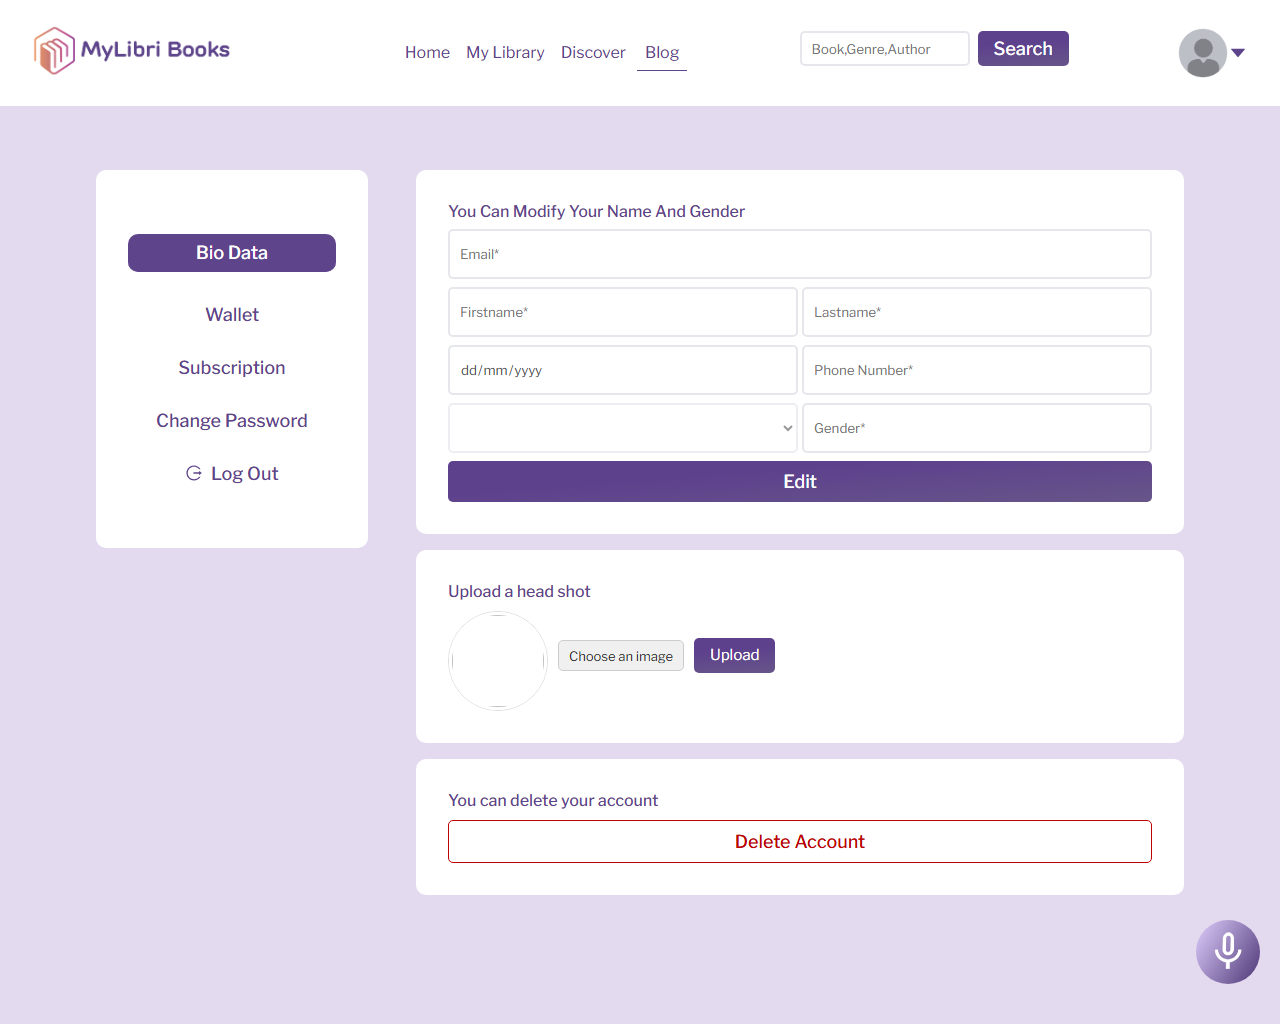 MyLibri Books
Home My Library Discover Blog
Book,Genre,Author
Search
Bio Data
Wallet
Subscription
Change Password
Log Out
You Can Modify Your Name And Gender
Email*
Firstname*
Lastname*
dd/mm/yyyy
Phone Number*
Gender*
Edit
Upload a head shot
Choose an image
Upload
You can delete your account
Delete Account